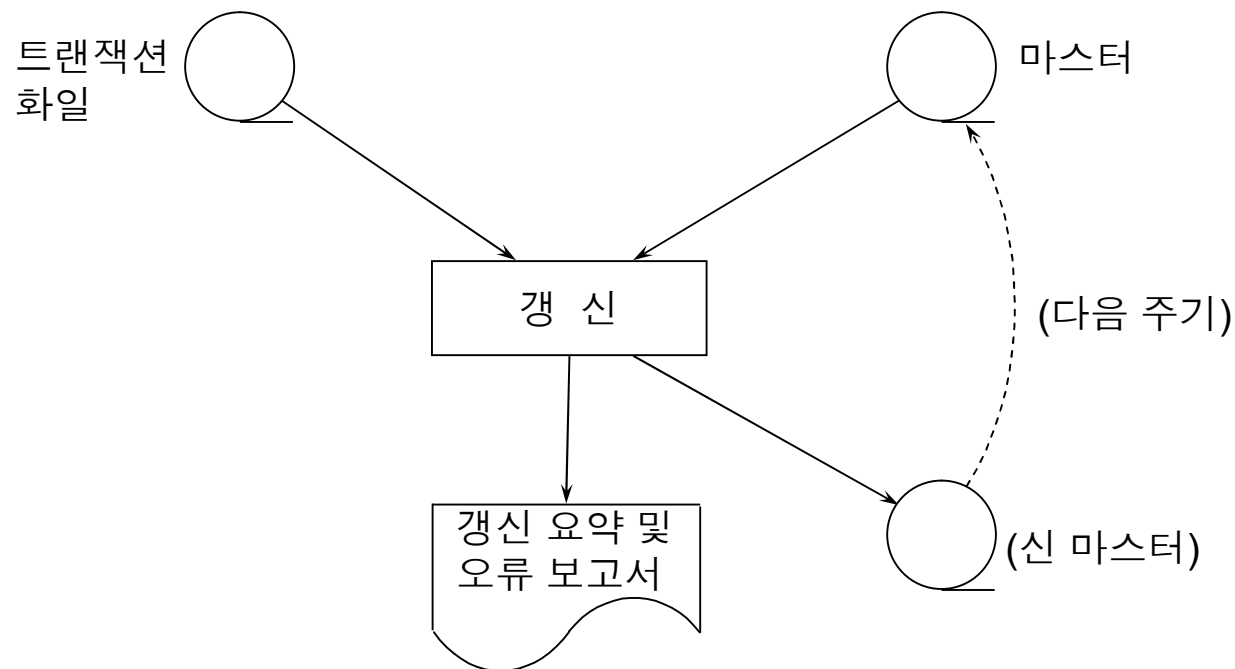 트랜잭션
화일
마스터
갱 신
(다음 주기)
갱신 요약 및
오류 보고서
(신 마스터)